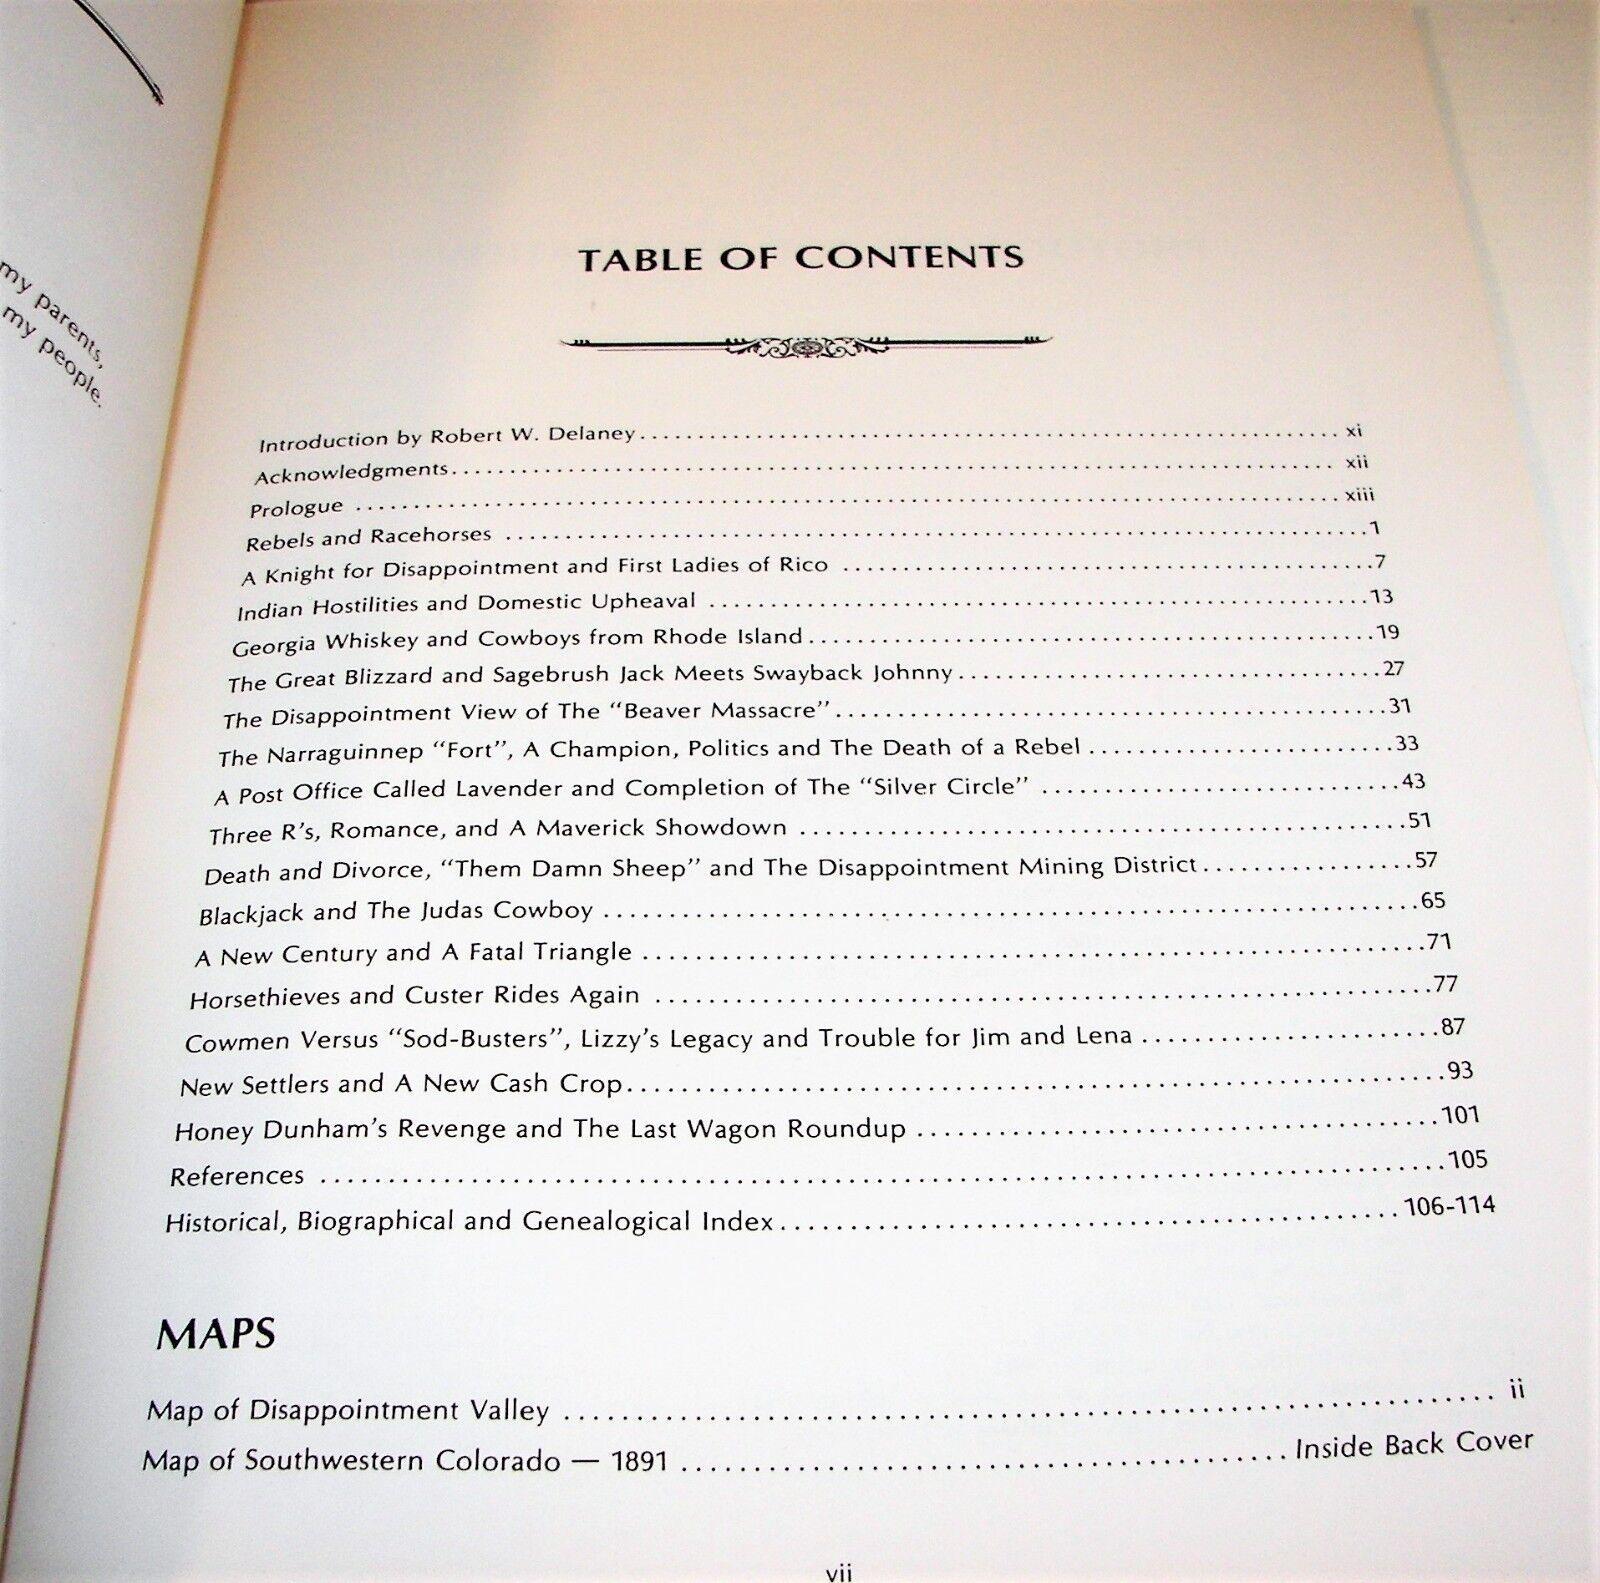 my parents,
my people.
TABLE OF CONTENTS
Introduction by Robert W. Delaney.......... xi
Acknowledgments.......... xii
Prologue .......... xiii
Rebels and Racehorses .......... 1
A Knight for Disappointment and First Ladies of Rico .......... 7
Indian Hostilities and Domestic Upheaval .......... 13
Georgia Whiskey and Cowboys from Rhode Island .......... 19
The Great Blizzard and Sagebrush Jack Meets Swayback Johnny .......... 27
The Disappointment View of The "Beaver Massacre" .......... 31
The Narraguinnep "Fort", A Champion, Politics and The Death of a Rebel .......... 33
A Post Office Called Lavender and Completion of The "Silver Circle" .......... 43
Three R's, Romance, and A Maverick Showdown .......... 51
Death and Divorce, "Them Damn Sheep" and The Disappointment Mining District .......... 57
Blackjack and The Judas Cowboy .......... 65
A New Century and A Fatal Triangle .......... 71
Horsethieves and Custer Rides Again .......... 77
Cowmen Versus "Sod-Busters", Lizzy's Legacy and Trouble for Jim and Lena .......... 87
New Settlers and A New Cash Crop .......... 93
Honey Dunham's Revenge and The Last Wagon Roundup .......... 101
References .......... 105
Historical, Biographical and Genealogical Index .......... 106-114
MAPS
Map of Disappointment Valley .......... ii
Map of Southwestern Colorado — 1891 .......... Inside Back Cover
vii